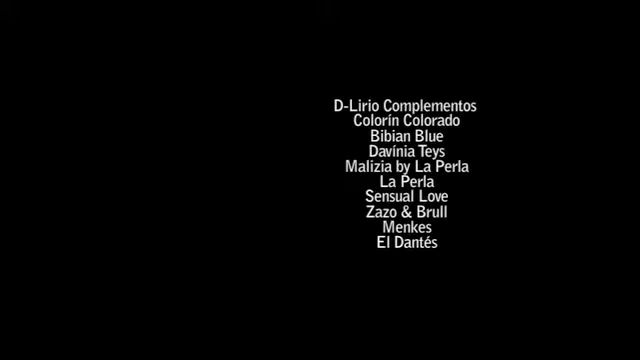 D-Lirio Complementos
Colorín Colorado
Bibian Blue
Davínia Teys
Malizia by La Perla
La Perla
Sensual Love
Zazo & Brull
Menkes
El Dantés